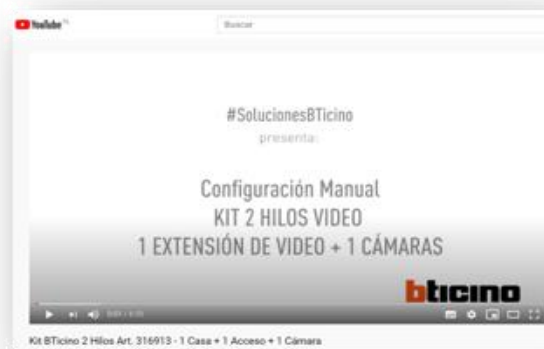 YouTube
Buscar
#SolucionesBTicino
presenta:
Configuración Manual
KIT 2 HILOS VIDEO
1 EXTENSIÓN DE VIDEO + 1 CÁMARAS
bticino
Kit BTicino 2 Hilos Art. 316913 - 1 Casa + 1 Acceso + 1 Cámara